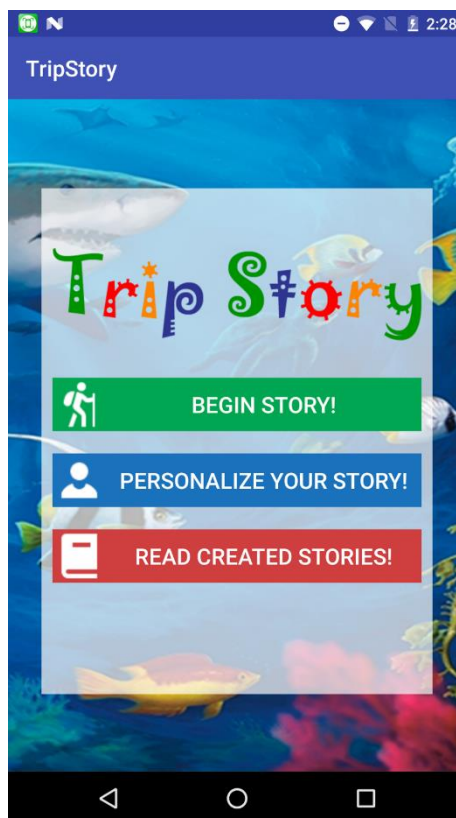 2:28
TripStory
Trip Story
BEGIN STORY!
PERSONALIZE YOUR STORY!
READ CREATED STORIES!